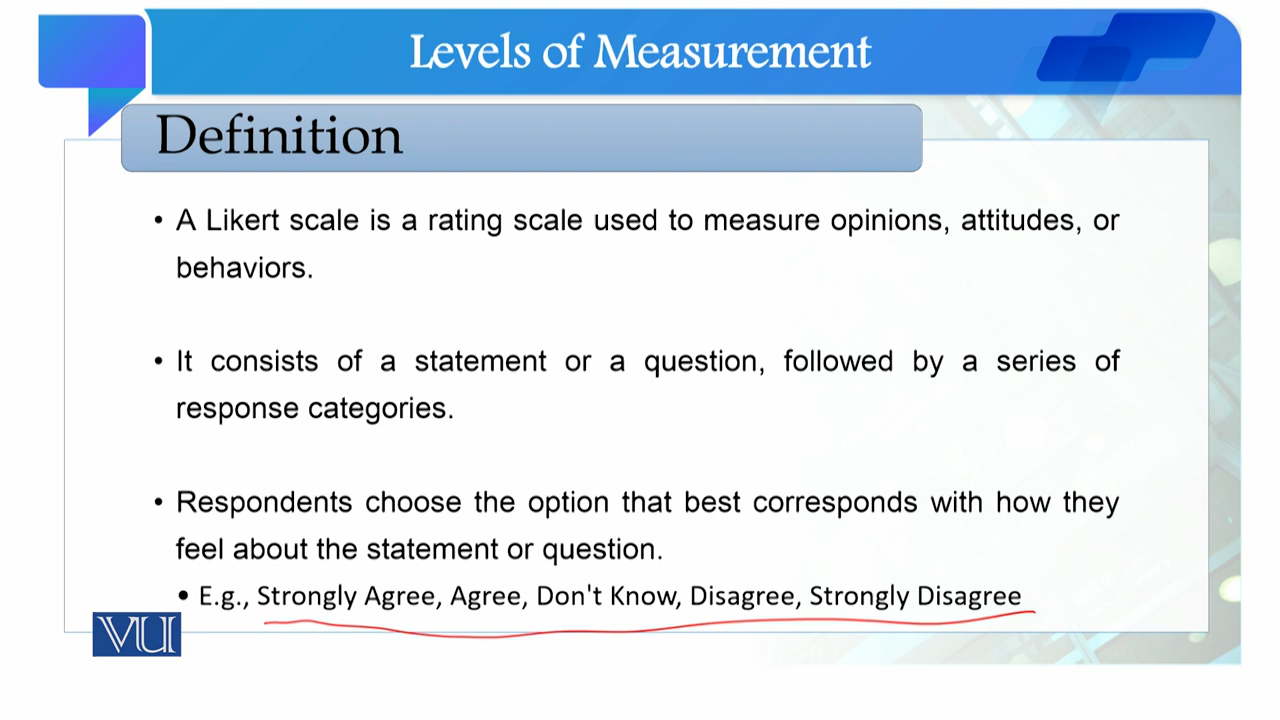 Levels of Measurement
Definition
• A Likert scale is a rating scale used to measure opinions, attitudes, or
behaviors.
• It consists of a statement or a question, followed by a series of
response categories.
• Respondents choose the option that best corresponds with how they
feel about the statement or question.
• E.g., Strongly Agree, Agree, Don't Know, Disagree, Strongly Disagree
VU